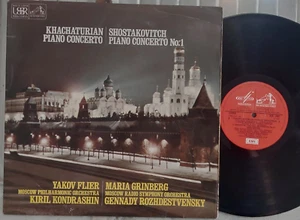 KHACHATURIAN
PIANO CONCERTO
SHOSTAKOVITCH
PIANO CONCERTO No:1
YAKOV FLIER
MOSCOW PHILHARMONIC ORCHESTRA
KIRIL KONDRASHIN
MARIA GRINBERG
MOSCOW RADIO SYMPHONY ORCHESTRA
GENNADY ROZHDESTVENSKY
EMI